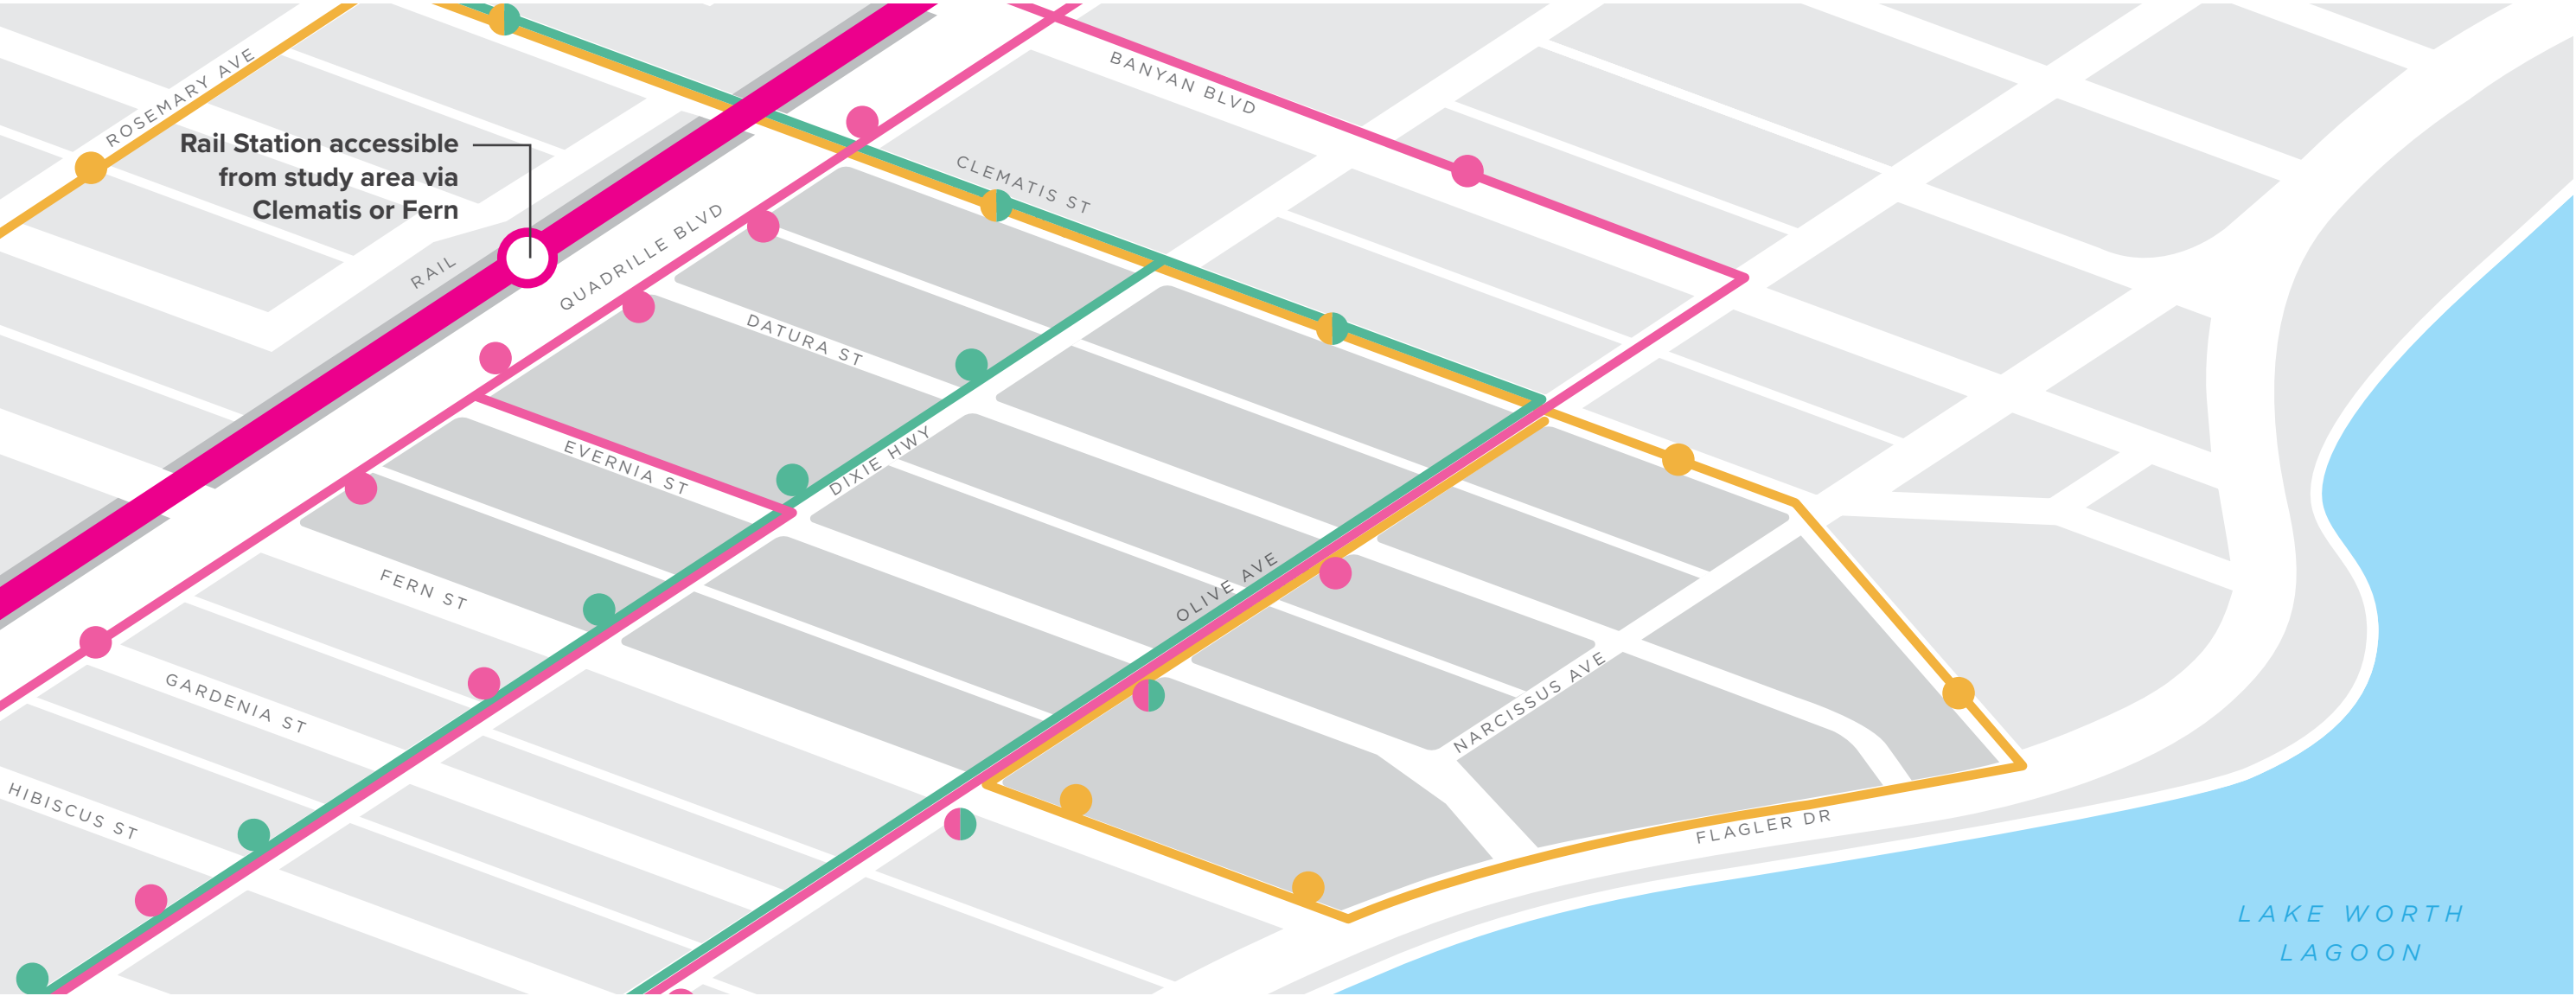 ROSEMARY AVE
BANYAN BLVD
Rail Station accessible
from study area via
Clematis or Fern
CLEMATIS ST
RAIL
QUADRILLE BLVD
DATURA ST
EVERNIA ST
DIXIE HWY
FERN ST
OLIVE AVE
GARDENIA ST
NARCISSUS AVE
HIBISCUS ST
FLAGLER DR
LAKE WORTH
LAGOON